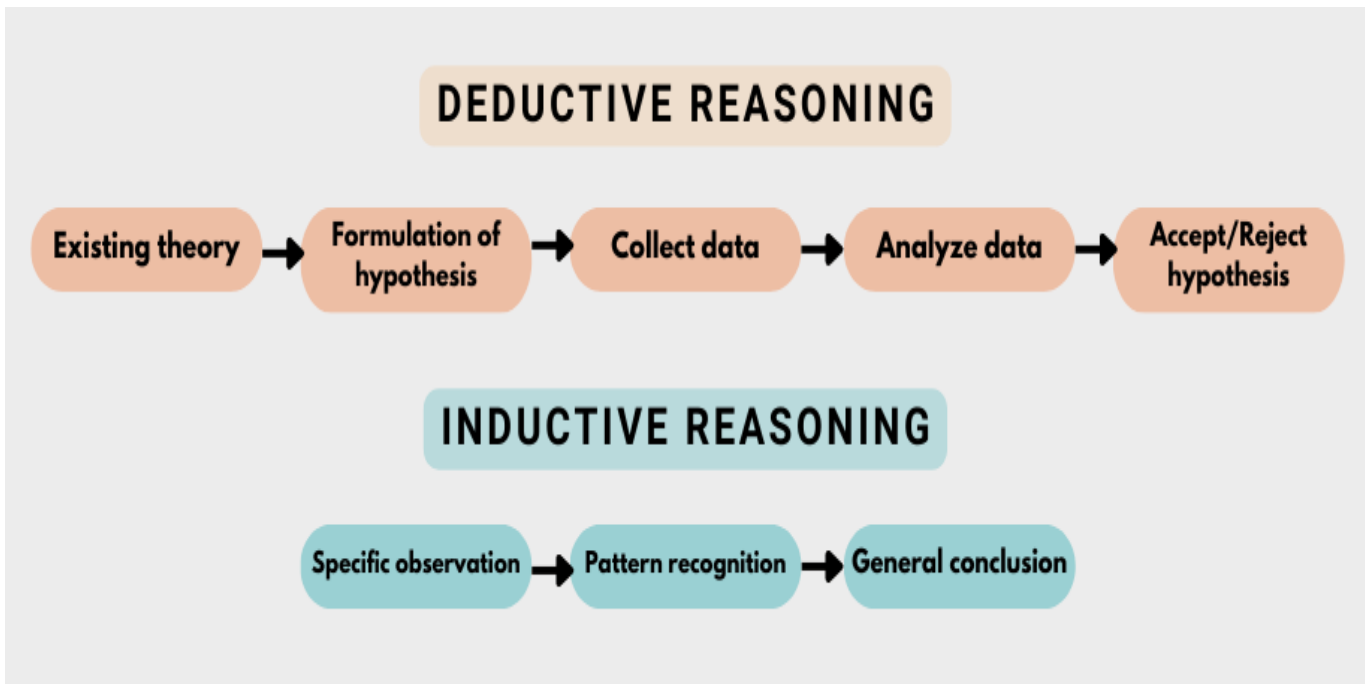 DEDUCTIVE REASONING
Existing theory
Formulation of
hypothesis
Collect data
Analyze data
Accept/Reject
hypothesis
INDUCTIVE REASONING
Specific observation
Pattern recognition
General conclusion